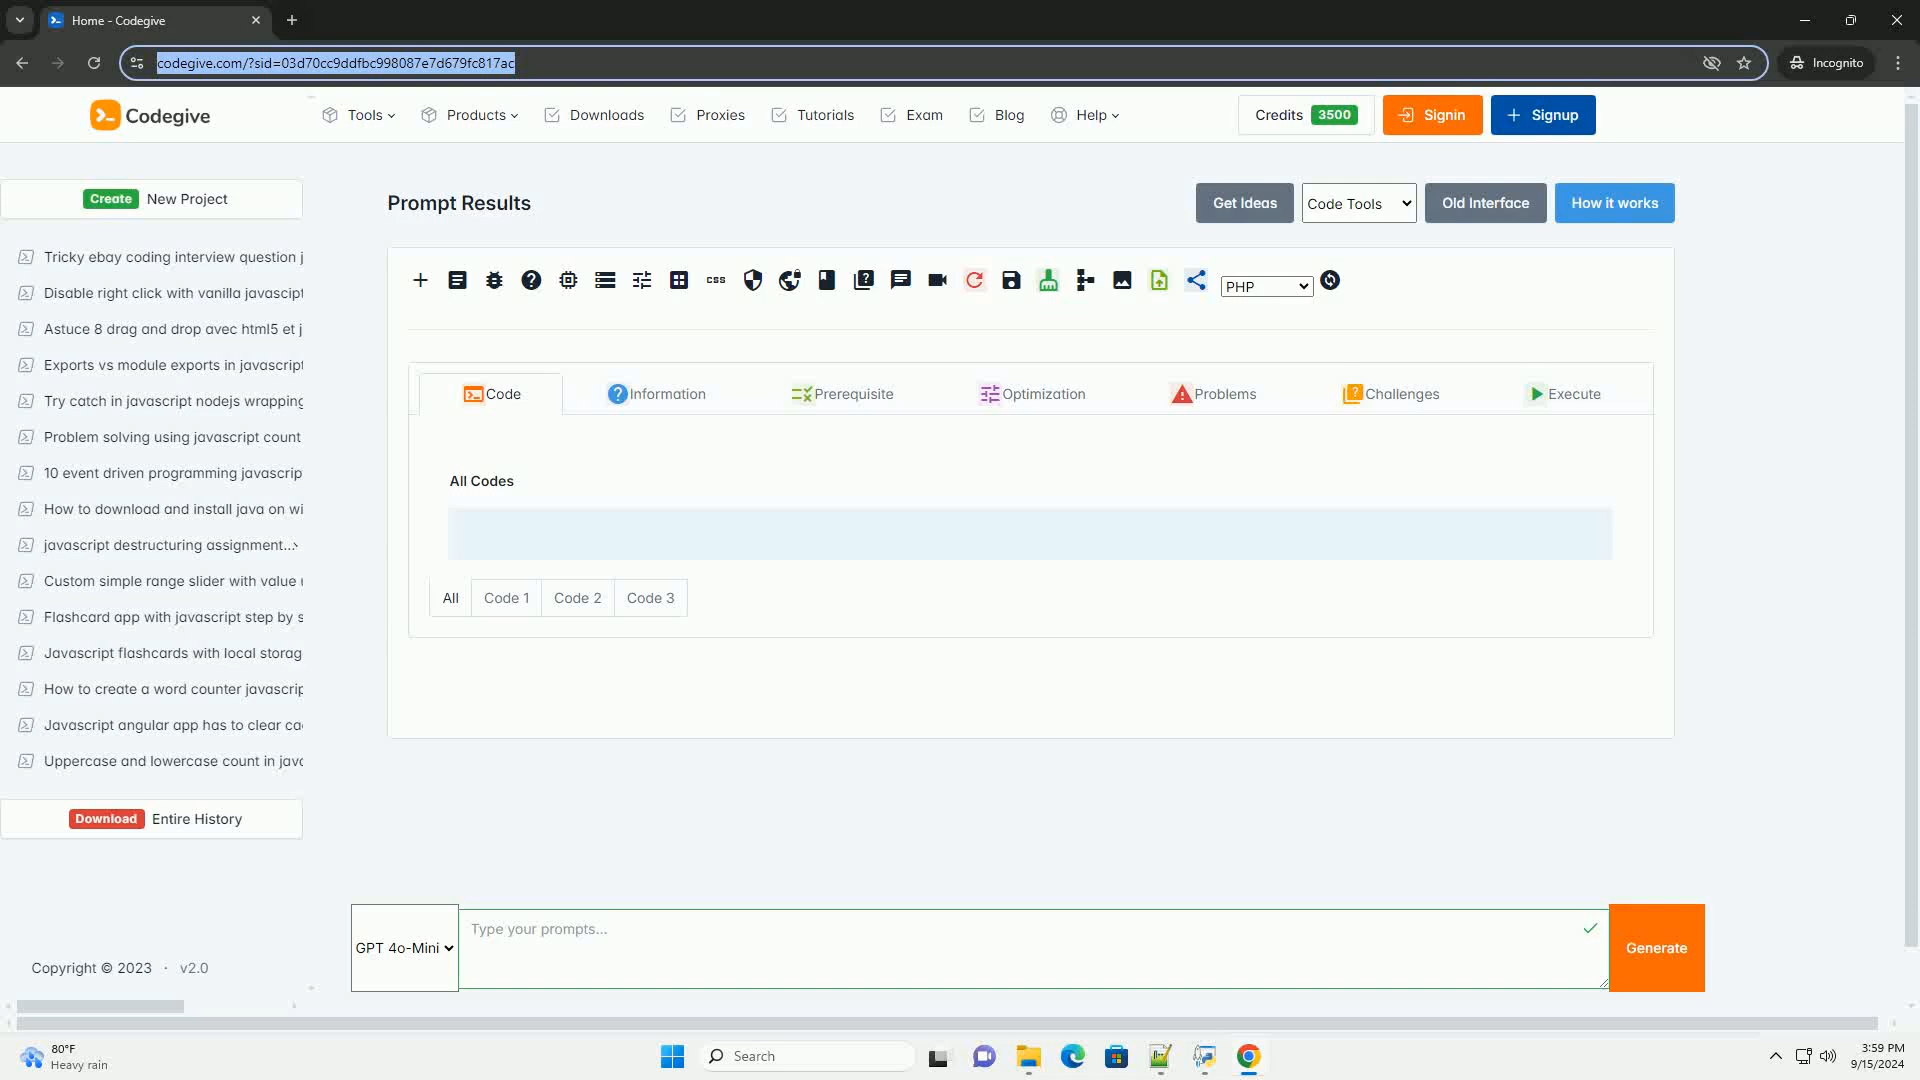 Home - Codegive
codegive.com/?sid=03d70cc9ddfbc998087e7d679fc817ac
Incognito
Codegive
Tools
Products
Downloads
Proxies
Tutorials
Exam
Blog
Help
Credits 3500
Signin
Signup
Create New Project
Tricky ebay coding interview question j
Disable right click with vanilla javascipt
Astuce 8 drag and drop avec html5 et j
Exports vs module exports in javascript
Try catch in javascript nodejs wrapping
Problem solving using javascript count
10 event driven programming javascrip
How to download and install java on wi
javascript destructuring assignment...
Custom simple range slider with value
Flashcard app with javascript step by s
Javascript flashcards with local storag
How to create a word counter javascrip
Javascript angular app has to clear ca
Uppercase and lowercase count in java
Download Entire History
Copyright © 2023 · v2.0
Prompt Results
Get Ideas
Code Tools
Old Interface
How it works
css
PHP
Code
Information
Prerequisite
Optimization
Problems
Challenges
Execute
All Codes
All
Code 1
Code 2
Code 3
GPT 4o-Mini
Type your prompts...
Generate
80°F
Heavy rain
Search
3:59 PM
9/15/2024